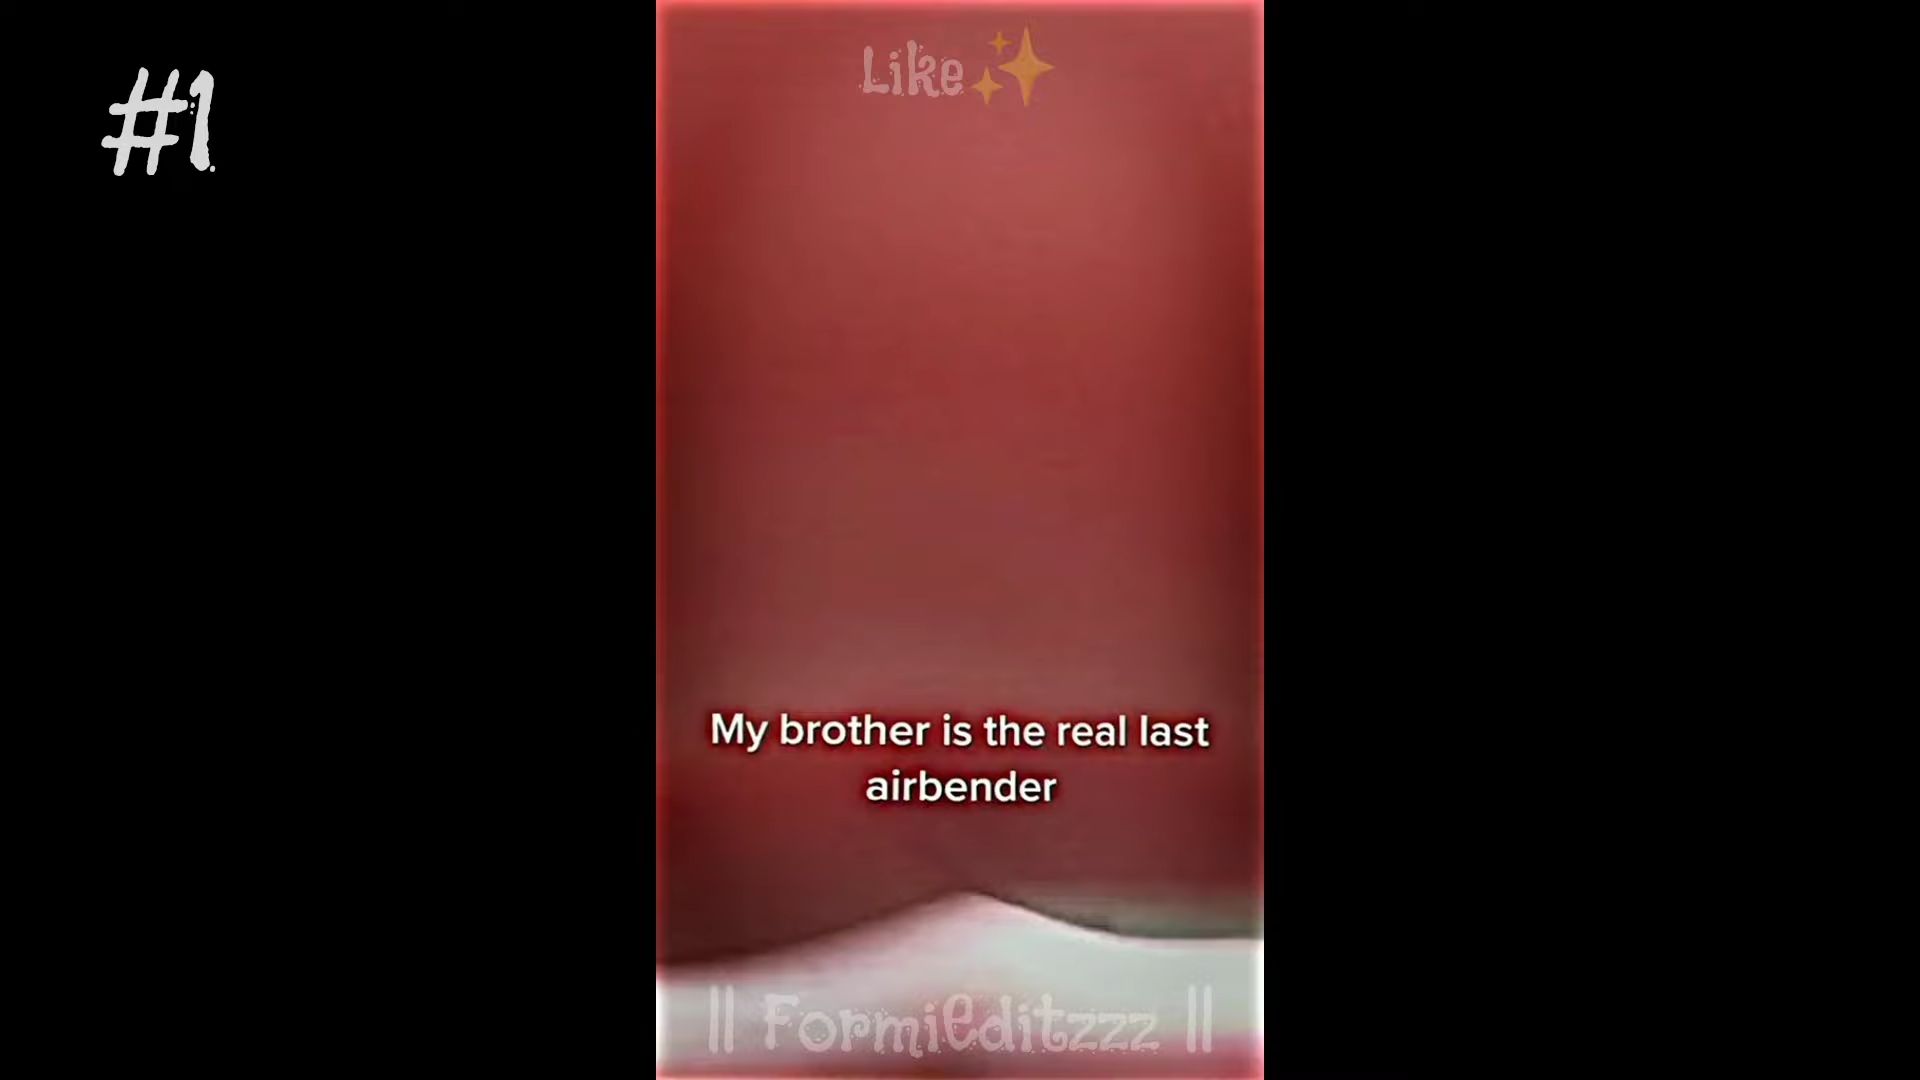 #1
Like
My brother is the real last
airbender
|| FormiEditzzz ||